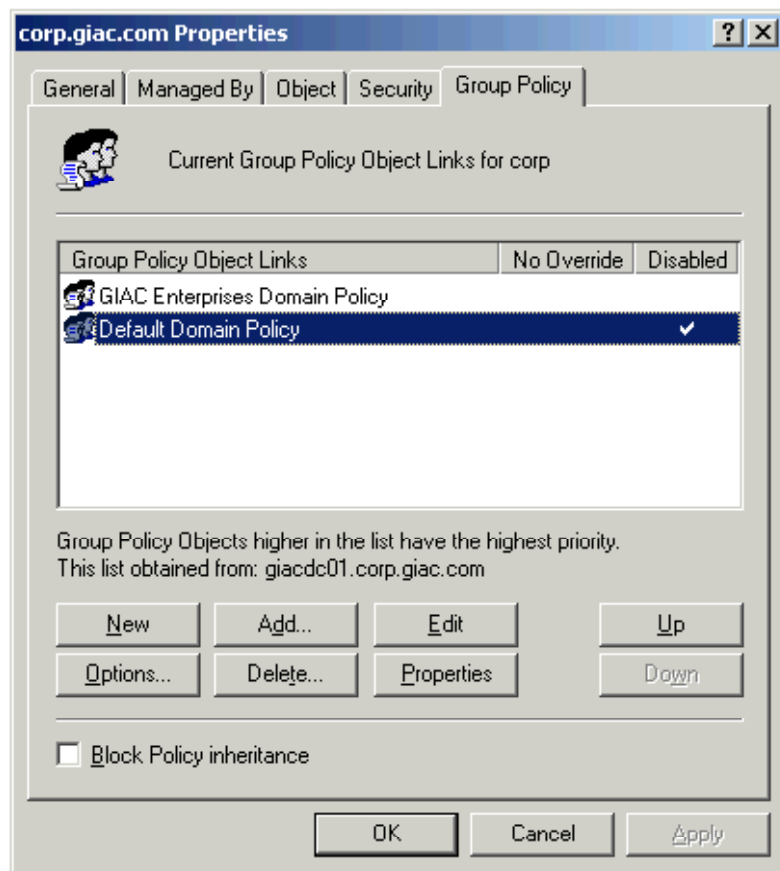 corp.giac.com Properties
General Managed By Object Security Group Policy
Current Group Policy Object Links for corp
Group Policy Object Links No Override Disabled
GIAC Enterprises Domain Policy
Default Domain Policy
Group Policy Objects higher in the list have the highest priority.
This list obtained from: giacdc01.corp.giac.com
New Add... Edit Up
Options... Delete... Properties Down
Block Policy inheritance
OK Cancel Apply